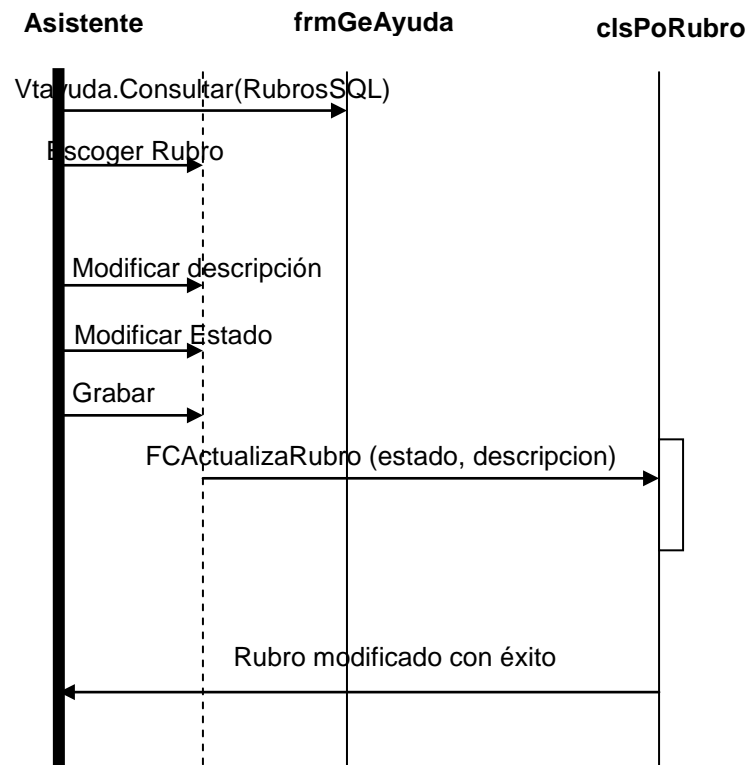 Asistente
frmGeAyuda
clsPoRubro
Vtayuda.Consultar(RubrosSQL)
Escoger Rubro
Modificar descripción
Modificar Estado
Grabar
FCActualizaRubro (estado, descripcion)
Rubro modificado con éxito